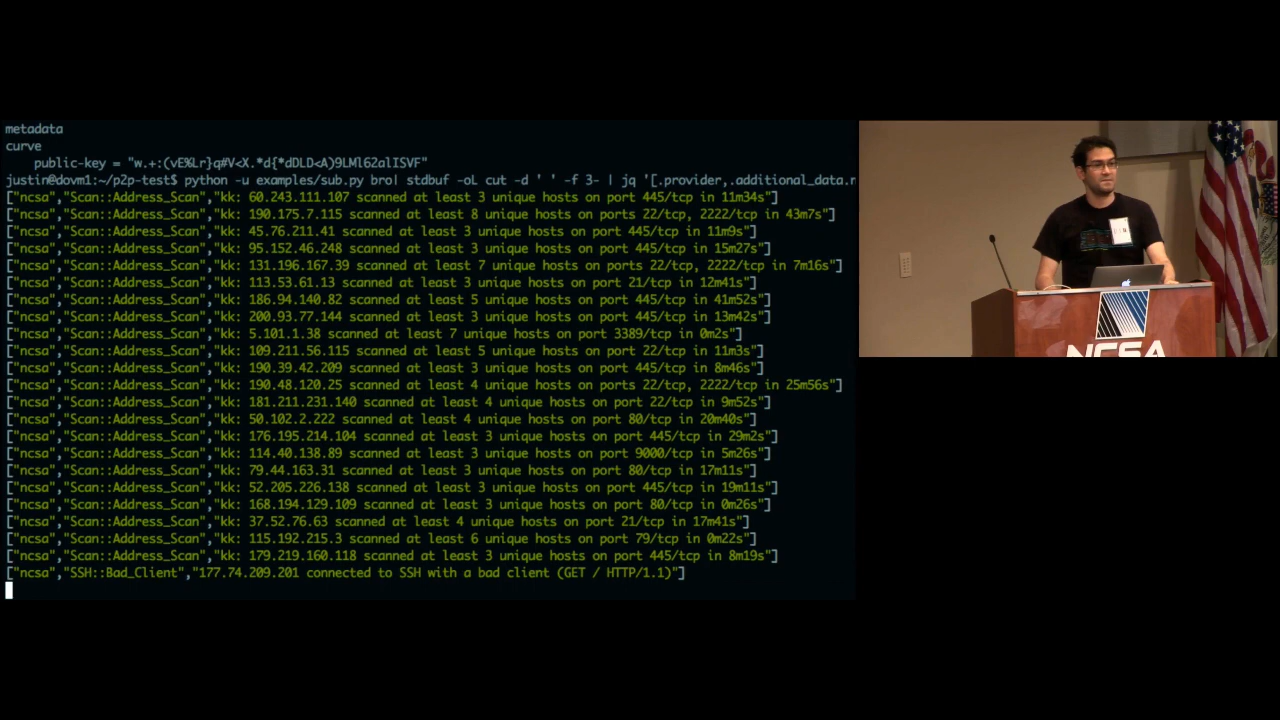 metadata
curve
public-key = "w.+:(vE%Lr}q#V<X.*d{*dDLD<A)9LMl62alISVF"
justin@dovm1:~/p2p-test$ python -u examples/sub.py bro| stdbuf -oL cut -d ' ' -f 3- | jq '[.provider,.additional_data.n
["ncsa","Scan::Address_Scan","kk: 60.243.111.107 scanned at least 3 unique hosts on port 445/tcp in 11m34s"]
["ncsa","Scan::Address_Scan","kk: 190.175.7.115 scanned at least 8 unique hosts on ports 22/tcp, 2222/tcp in 43m7s"]
["ncsa","Scan::Address_Scan","kk: 45.76.211.41 scanned at least 3 unique hosts on port 445/tcp in 11m9s"]
["ncsa","Scan::Address_Scan","kk: 95.152.46.248 scanned at least 3 unique hosts on port 445/tcp in 15m27s"]
["ncsa","Scan::Address_Scan","kk: 131.196.167.39 scanned at least 7 unique hosts on ports 22/tcp, 2222/tcp in 7m16s"]
["ncsa","Scan::Address_Scan","kk: 113.53.61.13 scanned at least 3 unique hosts on port 21/tcp in 12m41s"]
["ncsa","Scan::Address_Scan","kk: 186.94.140.82 scanned at least 5 unique hosts on port 445/tcp in 41m52s"]
["ncsa","Scan::Address_Scan","kk: 200.93.77.144 scanned at least 3 unique hosts on port 445/tcp in 13m42s"]
["ncsa","Scan::Address_Scan","kk: 5.101.1.38 scanned at least 7 unique hosts on port 3389/tcp in 0m2s"]
["ncsa","Scan::Address_Scan","kk: 109.211.56.115 scanned at least 5 unique hosts on port 22/tcp in 11m3s"]
["ncsa","Scan::Address_Scan","kk: 190.39.42.209 scanned at least 3 unique hosts on port 445/tcp in 8m46s"]
["ncsa","Scan::Address_Scan","kk: 190.48.120.25 scanned at least 4 unique hosts on ports 22/tcp, 2222/tcp in 25m56s"]
["ncsa","Scan::Address_Scan","kk: 181.211.231.140 scanned at least 4 unique hosts on port 22/tcp in 9m52s"]
["ncsa","Scan::Address_Scan","kk: 50.102.2.222 scanned at least 4 unique hosts on port 80/tcp in 20m40s"]
["ncsa","Scan::Address_Scan","kk: 176.195.214.104 scanned at least 3 unique hosts on port 445/tcp in 29m2s"]
["ncsa","Scan::Address_Scan","kk: 114.40.138.89 scanned at least 3 unique hosts on port 9000/tcp in 5m26s"]
["ncsa","Scan::Address_Scan","kk: 79.44.163.31 scanned at least 3 unique hosts on port 80/tcp in 17m11s"]
["ncsa","Scan::Address_Scan","kk: 52.205.226.138 scanned at least 3 unique hosts on port 445/tcp in 19m11s"]
["ncsa","Scan::Address_Scan","kk: 168.194.129.109 scanned at least 3 unique hosts on port 80/tcp in 0m26s"]
["ncsa","Scan::Address_Scan","kk: 37.52.76.63 scanned at least 4 unique hosts on port 21/tcp in 17m41s"]
["ncsa","Scan::Address_Scan","kk: 115.192.215.3 scanned at least 6 unique hosts on port 79/tcp in 0m22s"]
["ncsa","Scan::Address_Scan","kk: 179.219.160.118 scanned at least 3 unique hosts on port 445/tcp in 8m19s"]
["ncsa","SSH::Bad_Client","177.74.209.201 connected to SSH with a bad client (GET / HTTP/1.1)"]
NCSA